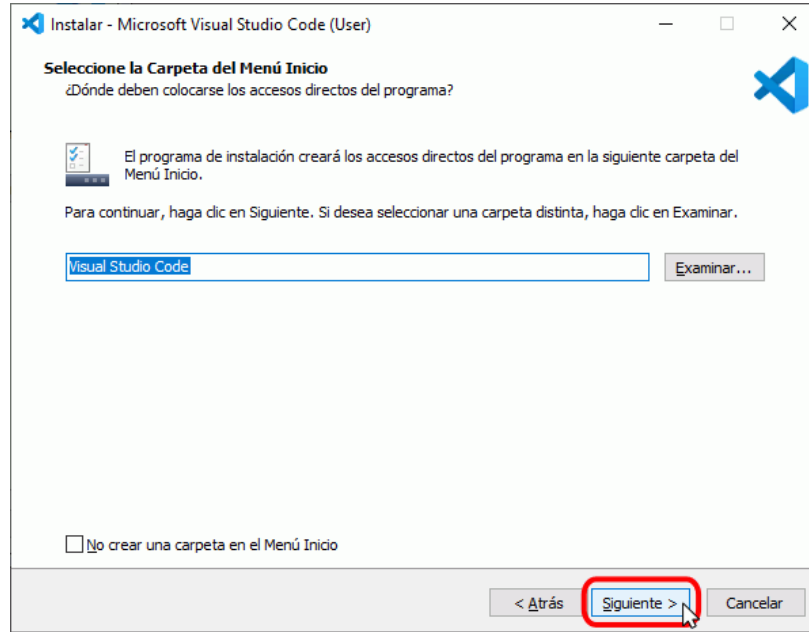 Instalar - Microsoft Visual Studio Code (User)
Seleccione la Carpeta del Menú Inicio
¿Dónde deben colocarse los accesos directos del programa?
El programa de instalación creará los accesos directos del programa en la siguiente carpeta del
Menú Inicio.
Para continuar, haga clic en Siguiente. Si desea seleccionar una carpeta distinta, haga clic en Examinar.
Visual Studio Code
Examinar...
No crear una carpeta en el Menú Inicio
< Atrás
Siguiente >
Cancelar